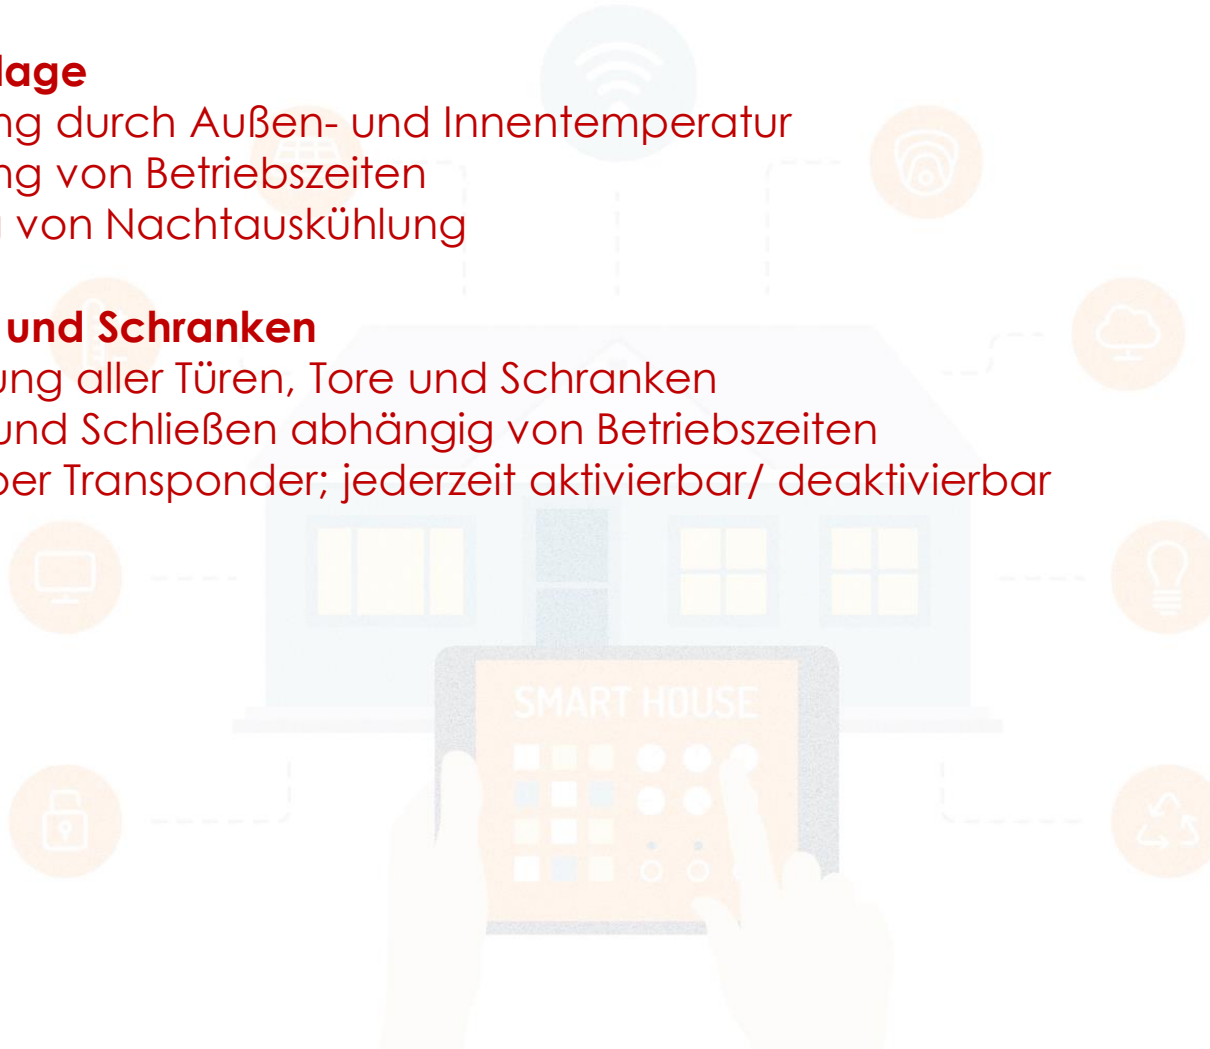 lage
ng durch Außen- und Innentemperatur
ng von Betriebszeiten
von Nachtauskühlung
und Schranken
ung aller Türen, Tore und Schranken
und Schließen abhängig von Betriebszeiten
ber Transponder; jederzeit aktivierbar/ deaktivierbar
SMART HOUSE